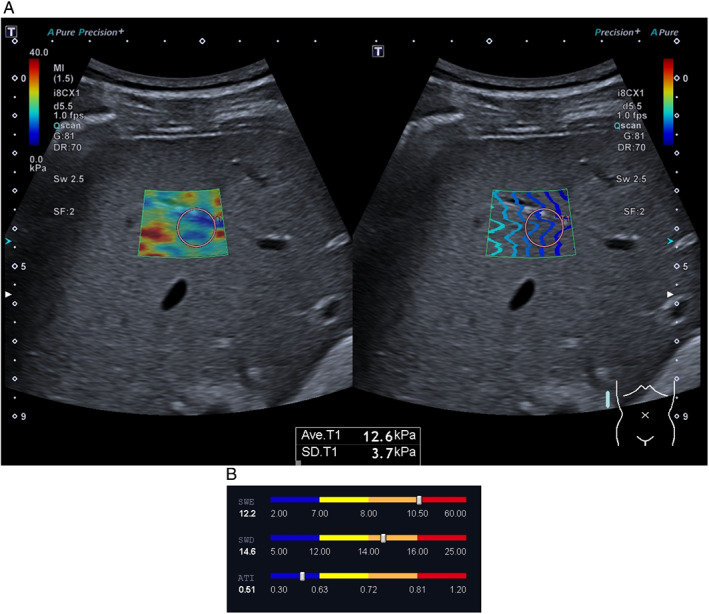 A
T
A Pure Precision+
Precision+ A Pure
T
40.0
0.0
kPa
MI
(1.5)
i8CX1
d5.5
1.0 fps
Qscan
G:81
DR:70
Sw 2.5
SF:2
0
5
9
i8CX1
d5.5
1.0 fps
Qscan
G:81
DR:70
Sw 2.5
SF:2
0
5
9
Ave.T1 12.6kPa
SD.T1 3.7kPa
B
SWE
12.2 2.00 7.00 8.00 10.50 60.00
SWD
14.6 5.00 12.00 14.00 16.00 25.00
ATI
0.51 0.30 0.63 0.72 0.81 1.20